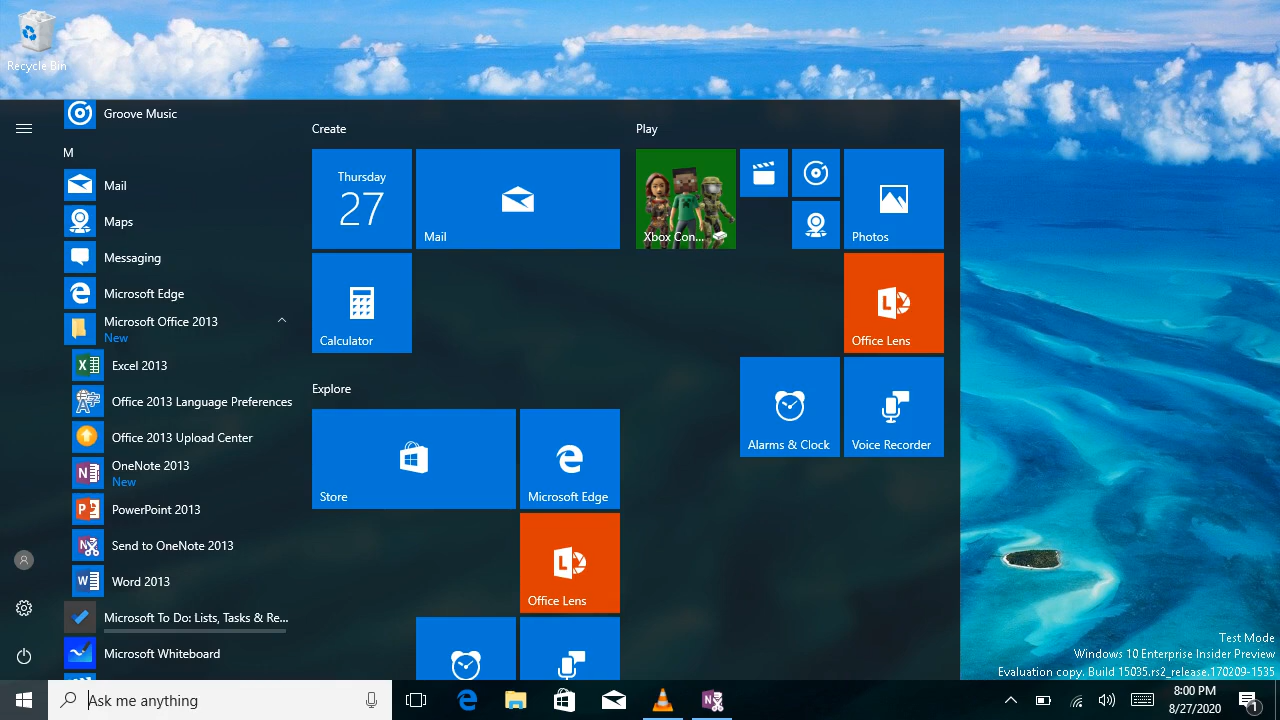 Recycle Bin
Groove Music
M
Mail
Maps
Messaging
Microsoft Edge
Microsoft Office 2013
New
Excel 2013
Office 2013 Language Preferences
Office 2013 Upload Center
OneNote 2013
New
PowerPoint 2013
Send to OneNote 2013
Word 2013
Microsoft To Do: Lists, Tasks & Re...
Microsoft Whiteboard
Create
Thursday
27
Mail
Calculator
Explore
Store
Microsoft Edge
Office Lens
Play
Xbox Con...
Photos
Office Lens
Alarms & Clock
Voice Recorder
Test Mode
Windows 10 Enterprise Insider Preview
Evaluation copy. Build 15035.rs2_release.170209-1535
Ask me anything
8:00 PM
8/27/2020
1